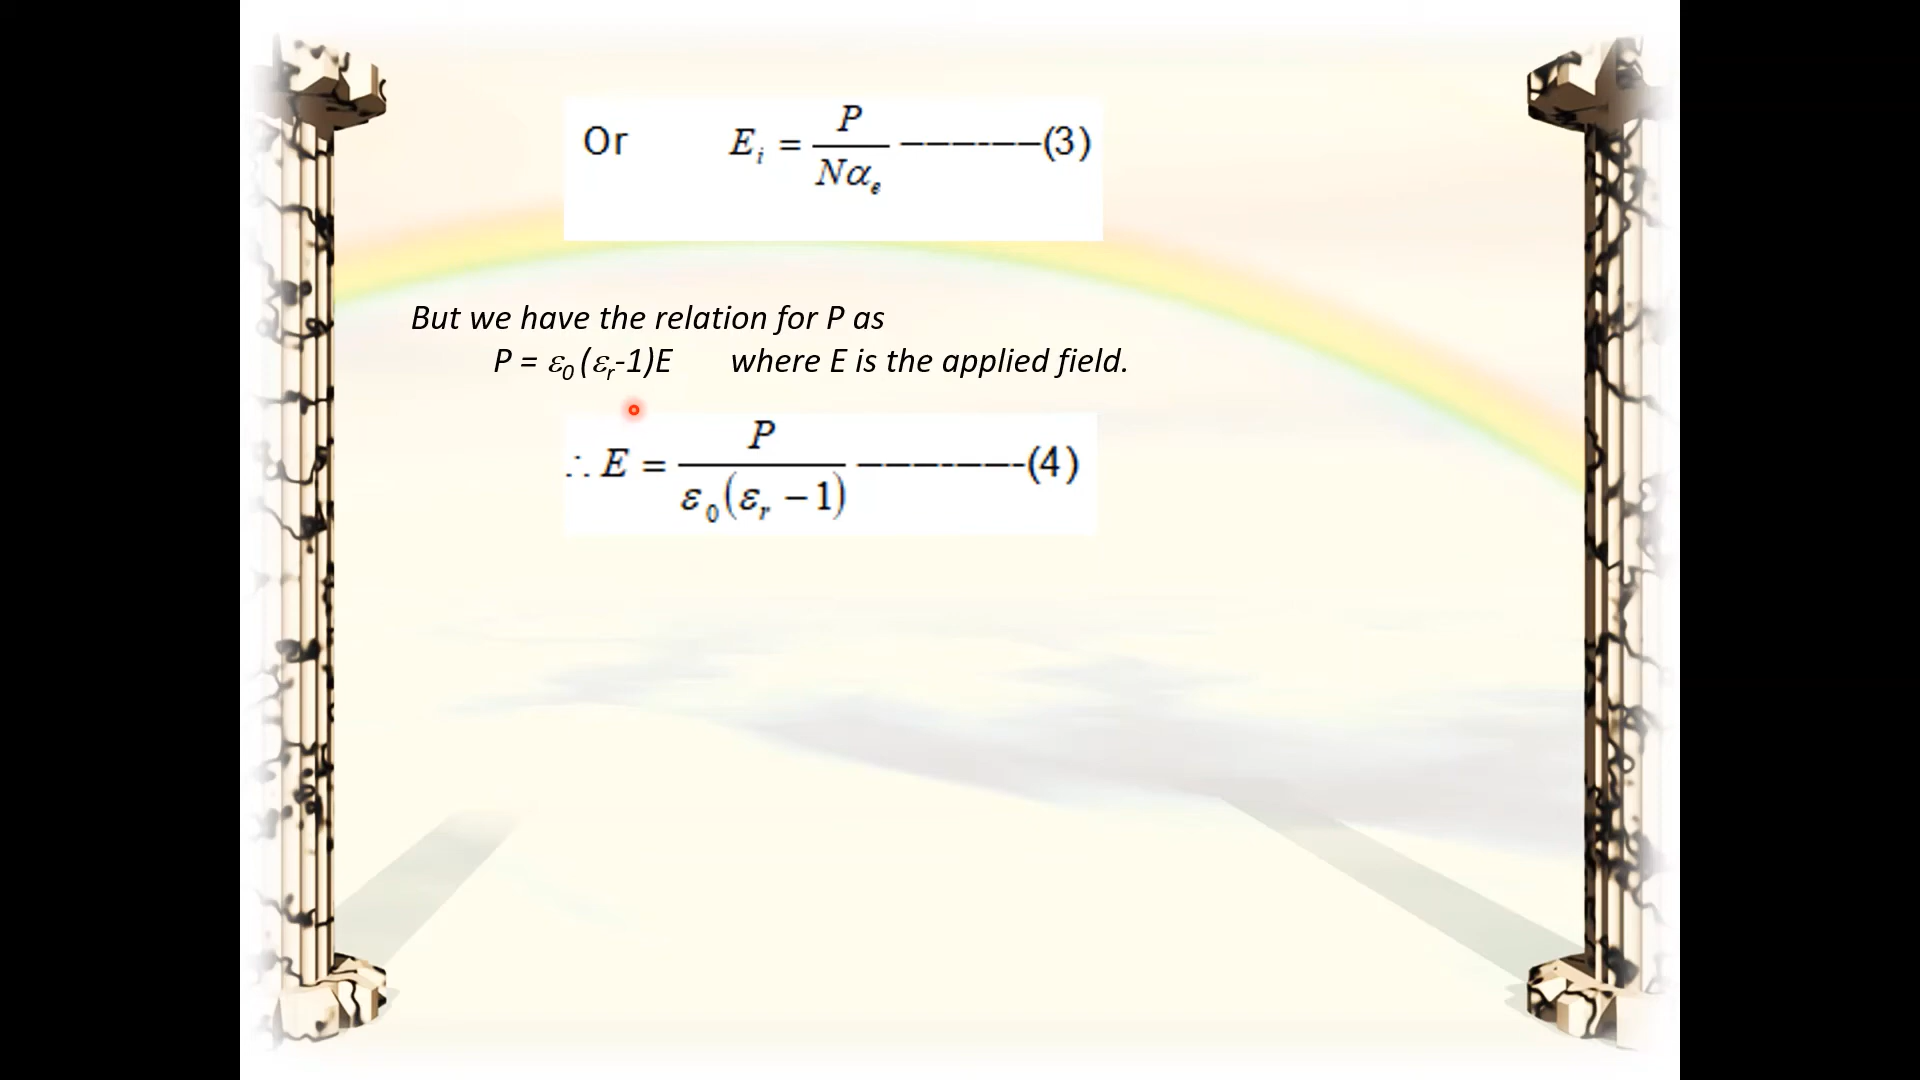 Or E_i = P / Nα_e -------(3)
But we have the relation for P as
P = ε_0 (ε_r-1)E where E is the applied field.
∴ E = P / ε_0(ε_r – 1) --------(4)